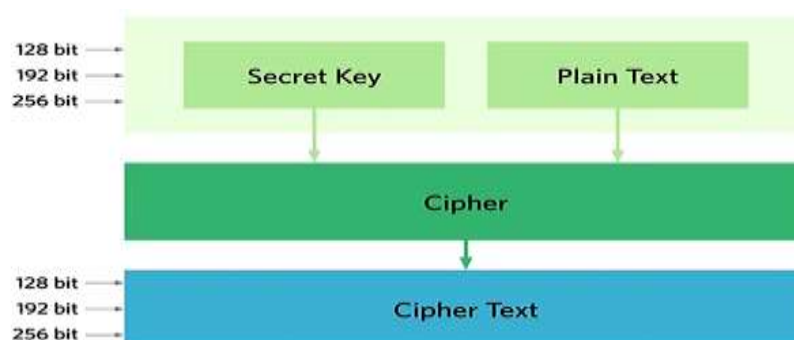 128 bit
192 bit
256 bit
Secret Key
Plain Text
Cipher
128 bit
192 bit
256 bit
Cipher Text